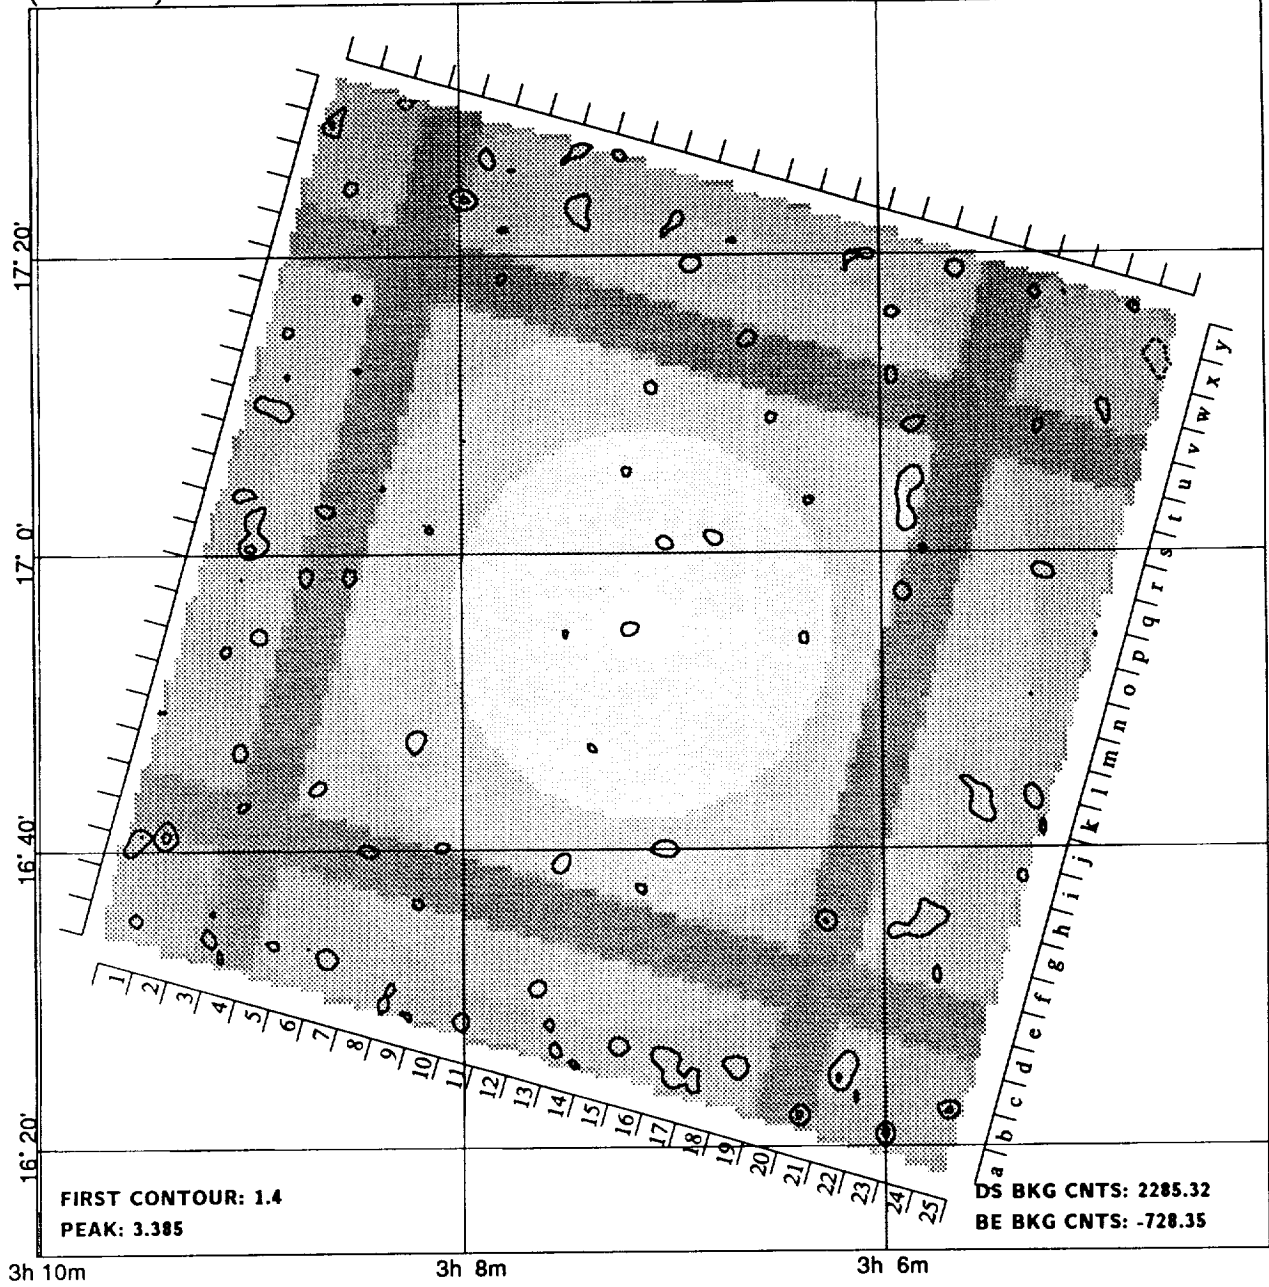 17° 20'
17° 0'
16° 40'
16° 20'
y
x
w
v
u
t
s
r
q
p
o
n
m
l
k
j
i
h
g
f
e
d
c
b
a
1 2 3 4 5 6 7 8 9 10 11 12 13 14 15 16 17 18 19 20 21 22 23 24 25
FIRST CONTOUR: 1.4
PEAK: 3.385
DS BKG CNTS: 2285.32
BE BKG CNTS: -728.35
3h 10m 3h 8m 3h 6m